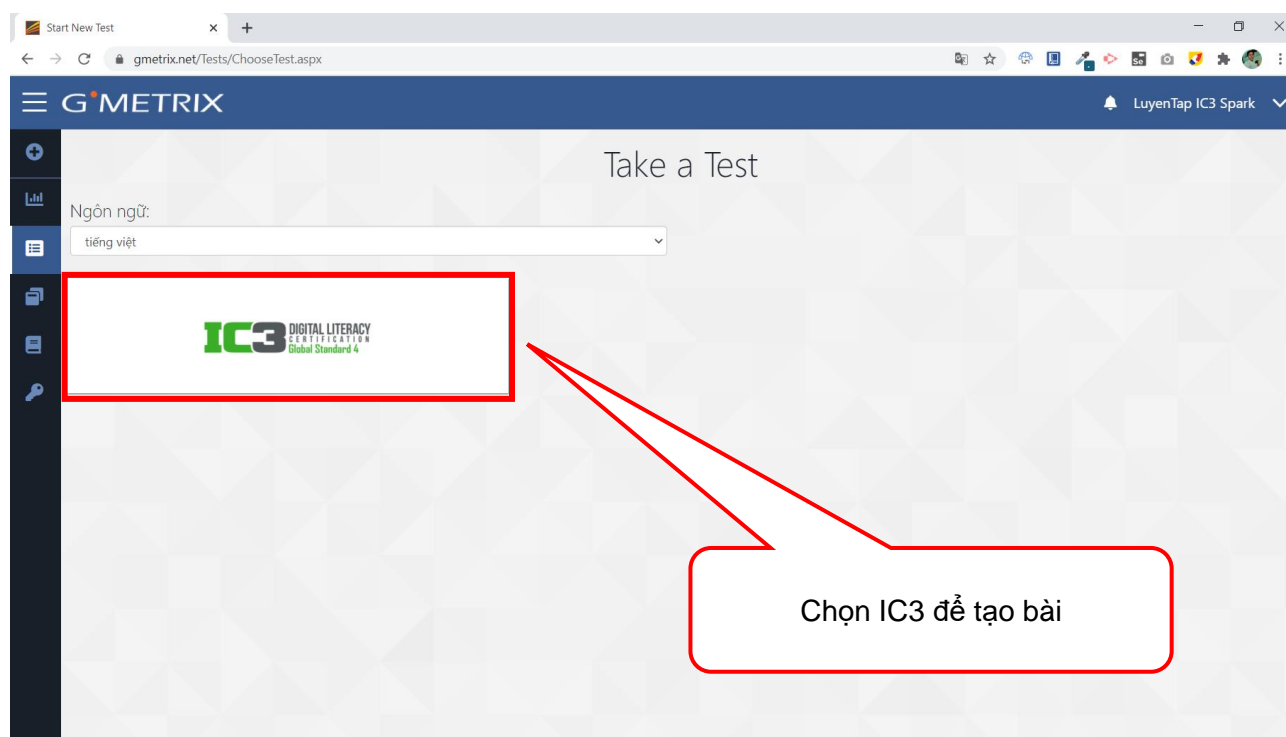 Start New Test
gmetrix.net/Tests/ChooseTest.aspx
G METRIX
LuyenTap IC3 Spark
Take a Test
Ngôn ngữ:
tiếng việt
IC3 DIGITAL LITERACY
CERTIFICATION
Global Standard 4
Chọn IC3 để tạo bài